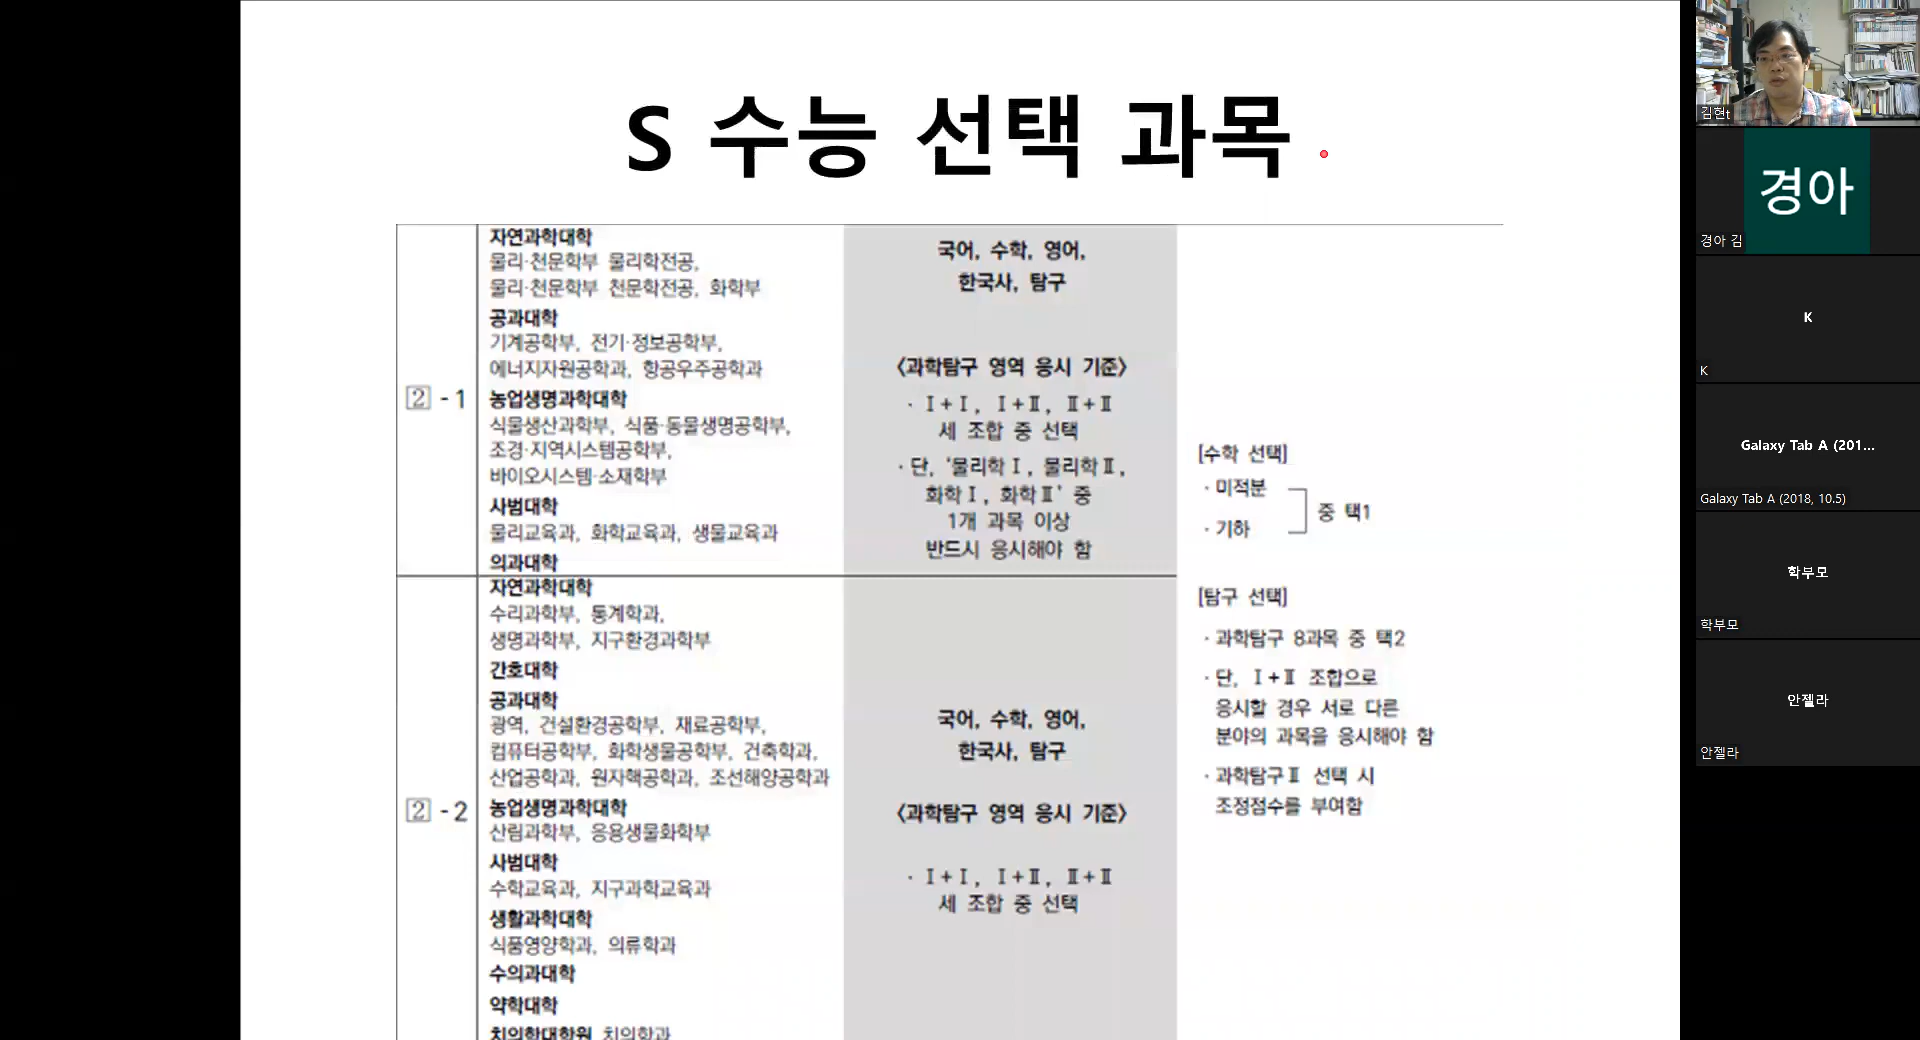 S 수능 선택 과목
2 - 1
자연과학대학
물리·천문학부 물리학전공,
물리·천문학부 천문학전공, 화학부
공과대학
기계공학부, 전기·정보공학부,
에너지자원공학과, 항공우주공학과
농업생명과학대학
식물생산과학부, 식품·동물생명공학부,
조경·지역시스템공학부,
바이오시스템·소재학부
사범대학
물리교육과, 화학교육과, 생물교육과
의과대학
국어, 수학, 영어,
한국사, 탐구
<과학탐구 영역 응시 기준>
· Ⅰ+Ⅰ, Ⅰ+Ⅱ, Ⅱ+Ⅱ
세 조합 중 선택
· 단, '물리학Ⅰ, 물리학Ⅱ,
화학Ⅰ, 화학Ⅱ' 중
1개 과목 이상
반드시 응시해야 함
2 - 2
자연과학대학
수리과학부, 통계학과,
생명과학부, 지구환경과학부
간호대학
공과대학
광역, 건설환경공학부, 재료공학부,
컴퓨터공학부, 화학생물공학부, 건축학과,
산업공학과, 원자핵공학과, 조선해양공학과
농업생명과학대학
산림과학부, 응용생물화학부
사범대학
수학교육과, 지구과학교육과
생활과학대학
식품영양학과, 의류학과
수의과대학
약학대학
치의학대학원 치의학과
국어, 수학, 영어,
한국사, 탐구
<과학탐구 영역 응시 기준>
· Ⅰ+Ⅰ, Ⅰ+Ⅱ, Ⅱ+Ⅱ
세 조합 중 선택
[수학 선택]
· 미적분
· 기하
중 택1
[탐구 선택]
· 과학탐구 8과목 중 택2
· 단, Ⅰ+Ⅱ 조합으로
응시할 경우 서로 다른
분야의 과목을 응시해야 함
· 과학탐구Ⅱ 선택 시
조정점수를 부여함
김현t
경아
경아 김
K
K
Galaxy Tab A (201...
Galaxy Tab A (2018, 10.5)
학부모
학부모
안젤라
안젤라